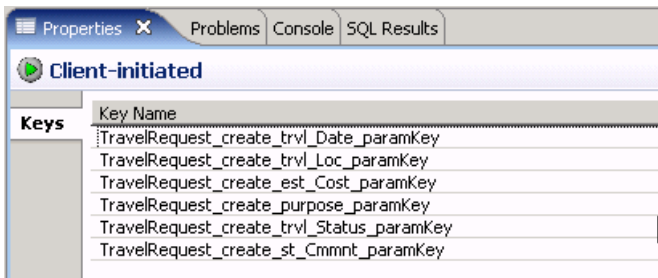 Properties Problems Console SQL Results
Client-initiated
Keys
Key Name
TravelRequest_create_trvl_Date_paramKey
TravelRequest_create_trvl_Loc_paramKey
TravelRequest_create_est_Cost_paramKey
TravelRequest_create_purpose_paramKey
TravelRequest_create_trvl_Status_paramKey
TravelRequest_create_st_Cmmnt_paramKey